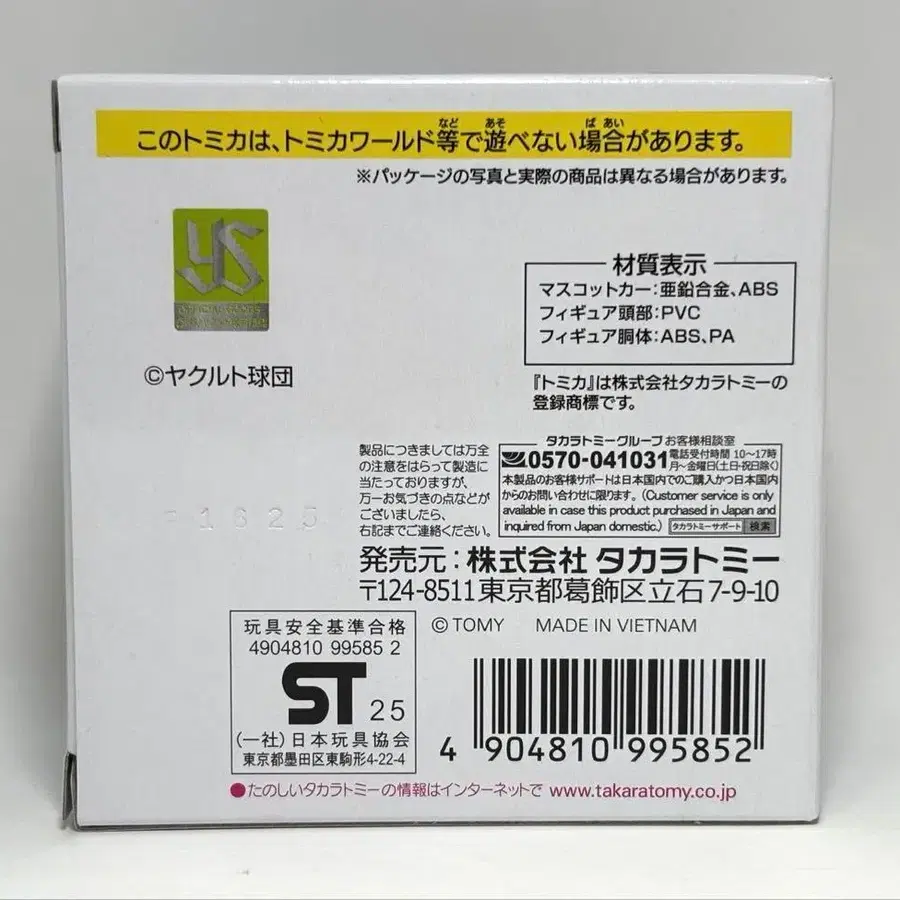 このトミカは、トミカワールド等で遊べない場合があります。
※パッケージの写真と実際の商品は異なる場合があります。
YS
©ヤクルト球団
材質表示
マスコットカー:亜鉛合金、ABS
フィギュア頭部:PVC
フィギュア胴体:ABS、PA
『トミカ』は株式会社タカラトミーの
登録商標です。
製品につきましては万全
の注意をはらって製造に
当たっておりますが、
万一お気づきの点などが
ございましたら、
右記までご連絡ください。
タカラトミーグループ お客様相談室
0570-041031 電話受付時間 10〜17時
月〜金曜日(土日・祝日除く)
本製品のお客様サポートは日本国内でのご購入かつ日本国内
からのお問い合わせに限ります。(Customer service is only
available in case this product purchased in Japan and
inquired from Japan domestic.) タカラトミーサポート 検索
発売元:株式会社 タカラトミー
〒124-8511東京都葛飾区立石7-9-10
© TOMY MADE IN VIETNAM
玩具安全基準合格
4904810 99585 2
ST 25
(一社)日本玩具協会
東京都墨田区東駒形4-22-4
4 904810 995852
●たのしいタカラトミーの情報はインターネットで www.takaratomy.co.jp